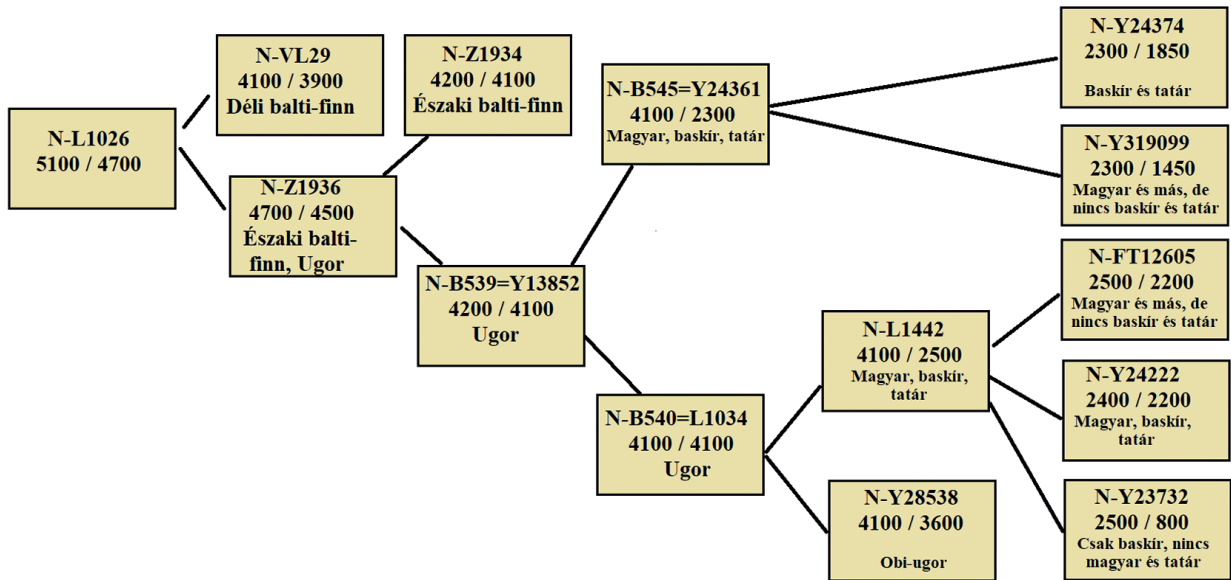 N-L1026
5100 / 4700
N-VL29
4100 / 3900
Déli balti-finn
N-Z1936
4700 / 4500
Északi balti-
finn, Ugor
N-Z1934
4200 / 4100
Északi balti-finn
N-B539=Y13852
4200 / 4100
Ugor
N-B545=Y24361
4100 / 2300
Magyar, baskír, tatár
N-B540=L1034
4100 / 4100
Ugor
N-L1442
4100 / 2500
Magyar, baskír,
tatár
N-Y28538
4100 / 3600
Obi-ugor
N-Y24374
2300 / 1850
Baskír és tatár
N-Y319099
2300 / 1450
Magyar és más, de
nincs baskír és tatár
N-FT12605
2500 / 2200
Magyar és más, de
nincs baskír és tatár
N-Y24222
2400 / 2200
Magyar, baskír,
tatár
N-Y23732
2500 / 800
Csak baskír, nincs
magyar és tatár